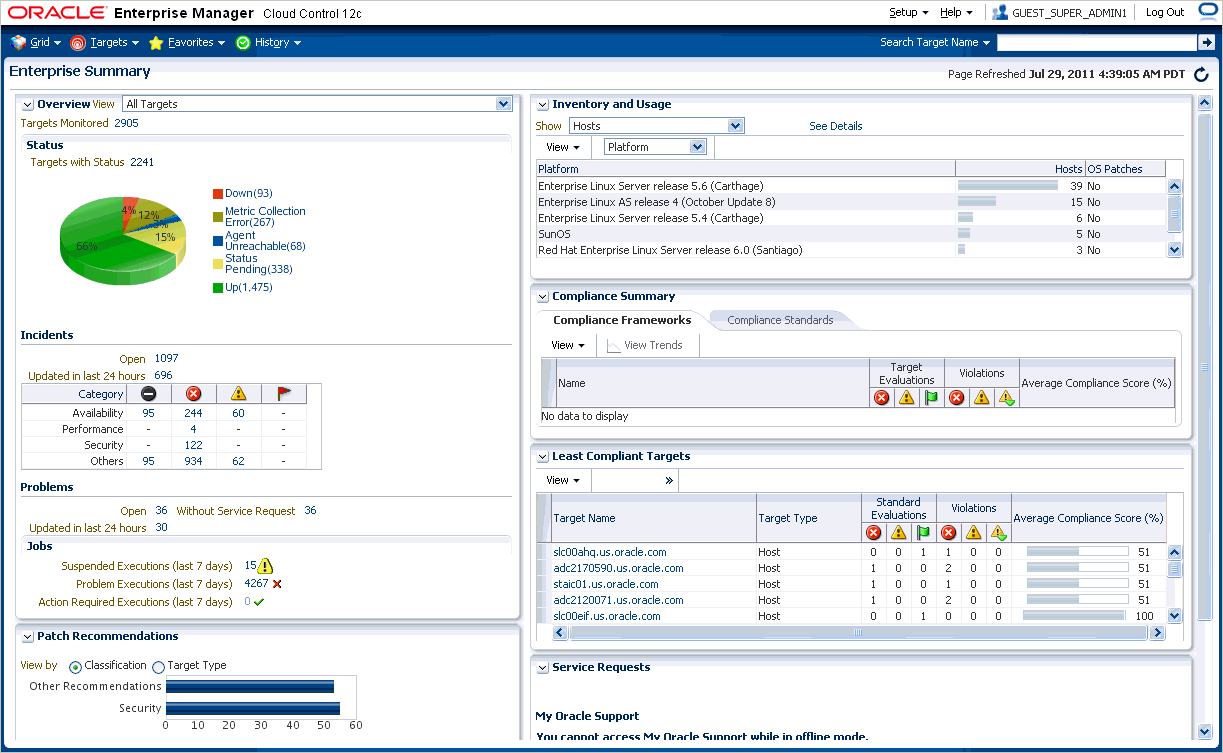 ORACLE Enterprise Manager Cloud Control 12c
Setup Help GUEST_SUPER_ADMIN1 Log Out
Grid Targets Favorites History Search Target Name
Enterprise Summary
Page Refreshed Jul 29, 2011 4:39:05 AM PDT
Overview View All Targets
Targets Monitored 2905
Status
Targets with Status 2241
4% 12% 3% 15% 66%
Down(93)
Metric Collection
Error(267)
Agent
Unreachable(68)
Status
Pending(338)
Up(1,475)
Incidents
Open 1097
Updated in last 24 hours 696
Category
Availability 95 244 60 -
Performance - 4 - -
Security - 122 - -
Others 95 934 62 -
Problems
Open 36 Without Service Request 36
Updated in last 24 hours 30
Jobs
Suspended Executions (last 7 days) 15
Problem Executions (last 7 days) 4267
Action Required Executions (last 7 days) 0
Patch Recommendations
View by Classification Target Type
Other Recommendations
Security
0 10 20 30 40 50 60
Inventory and Usage
Show Hosts See Details
View Platform
Platform Hosts OS Patches
Enterprise Linux Server release 5.6 (Carthage) 39 No
Enterprise Linux AS release 4 (October Update 8) 15 No
Enterprise Linux Server release 5.4 (Carthage) 6 No
SunOS 5 No
Red Hat Enterprise Linux Server release 6.0 (Santiago) 3 No
Compliance Summary
Compliance Frameworks Compliance Standards
View View Trends
Name Target Evaluations Violations Average Compliance Score (%)
No data to display
Least Compliant Targets
View »
Target Name Target Type Standard Evaluations Violations Average Compliance Score (%)
slc00ahq.us.oracle.com Host 0 0 1 1 0 0 51
adc2170590.us.oracle.com Host 1 0 0 2 0 0 51
staic01.us.oracle.com Host 1 0 0 1 0 0 51
adc2120071.us.oracle.com Host 1 0 0 2 0 0 51
slc00eif.us.oracle.com Host 0 0 1 0 0 0 100
Service Requests
My Oracle Support
You cannot access My Oracle Support while in offline mode.